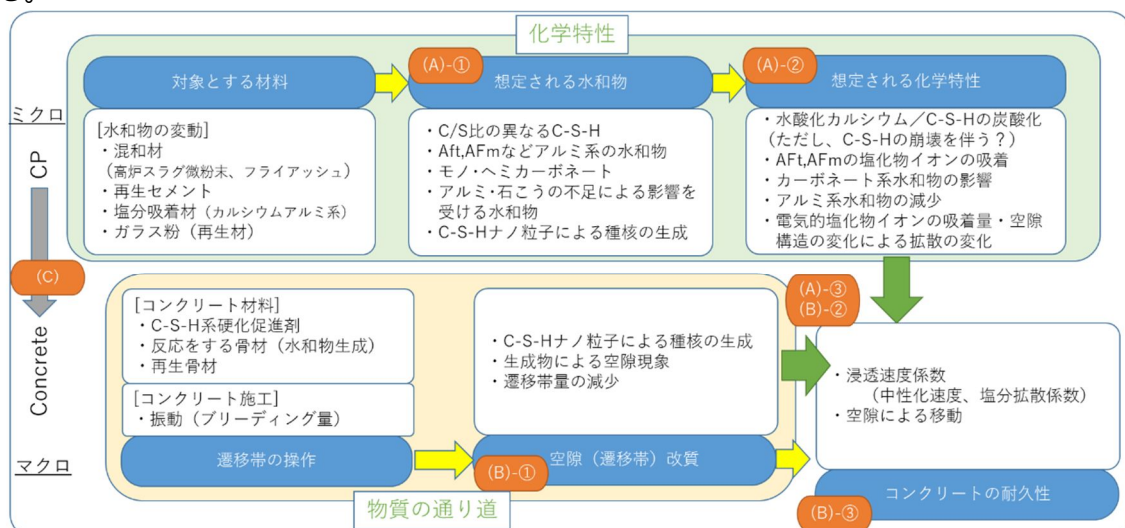 る。
化学特性
(A)-①
(A)-②
対象とする材料
想定される水和物
想定される化学特性
ミクロ
CP
(C)
Concrete
マクロ
[水和物の変動]
・混和材
(高炉スラグ微粉末、フライアッシュ)
・再生セメント
・塩分吸着材（カルシウムアルミ系）
・ガラス粉（再生材）
・C/S比の異なるC-S-H
・Aft,AFmなどアルミ系の水和物
・モノ・ヘミカーボネート
・アルミ・石こうの不足による影響を
受ける水和物
・C-S-Hナノ粒子による種核の生成
・水酸化カルシウム／C-S-Hの炭酸化
(ただし、C-S-Hの崩壊を伴う？)
・AFt,AFmの塩化物イオンの吸着
・カーボネート系水和物の影響
・アルミ系水和物の減少
・電気的塩化物イオンの吸着量・空隙
構造の変化による拡散の変化
[コンクリート材料]
・C-S-H系硬化促進剤
・反応をする骨材（水和物生成）
・再生骨材
[コンクリート施工]
・振動（ブリーディング量）
遷移帯の操作
・C-S-Hナノ粒子による種核の生成
・生成物による空隙現象
・遷移帯量の減少
(B)-①
空隙（遷移帯）改質
物質の通り道
(A)-③
(B)-②
・浸透速度係数
（中性化速度、塩分拡散係数）
・空隙による移動
コンクリートの耐久性
(B)-③